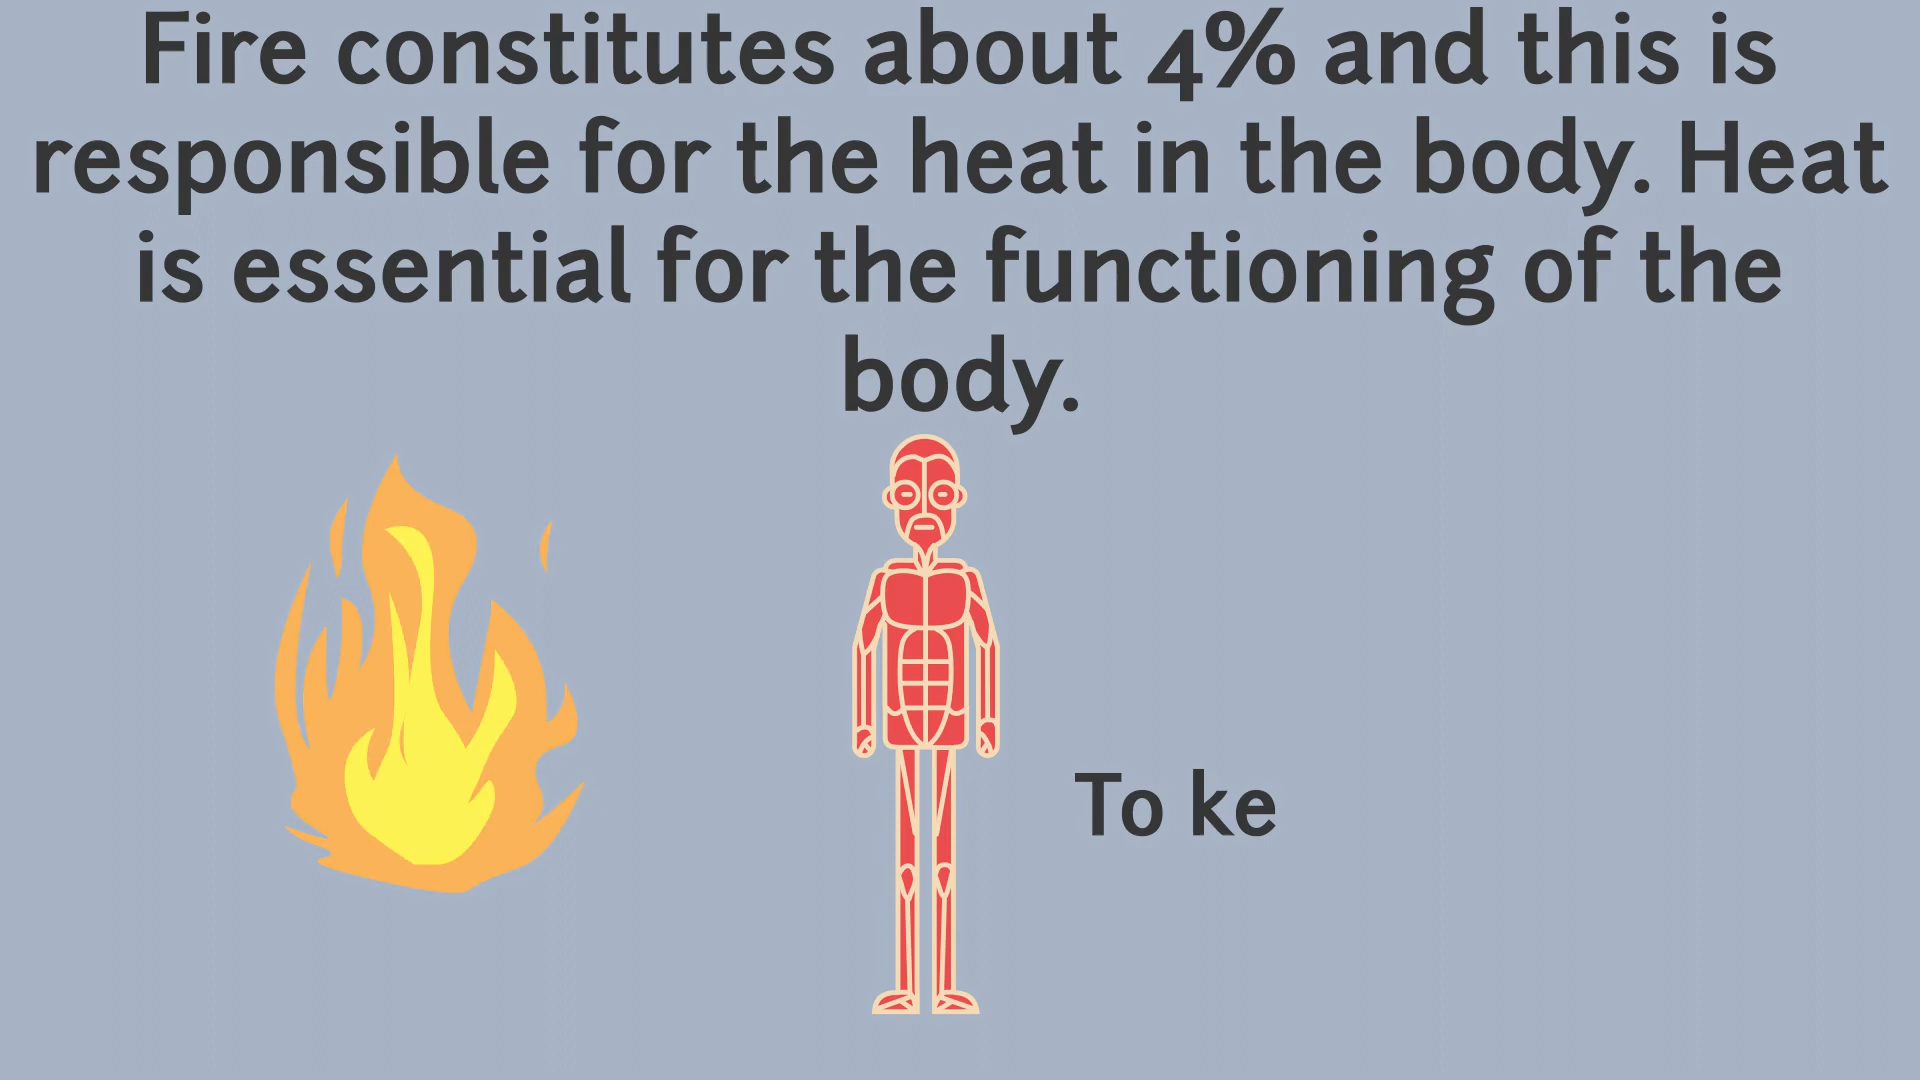 Fire constitutes about 4% and this is
responsible for the heat in the body. Heat
is essential for the functioning of the
body.
To ke